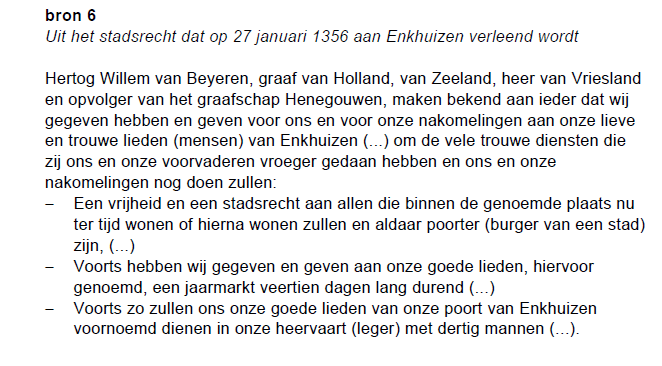 bron 6
Uit het stadsrecht dat op 27 januari 1356 aan Enkhuizen verleend wordt
Hertog Willem van Beyeren, graaf van Holland, van Zeeland, heer van Vriesland
en opvolger van het graafschap Henegouwen, maken bekend aan ieder dat wij
gegeven hebben en geven voor ons en voor onze nakomelingen aan onze lieve
en trouwe lieden (mensen) van Enkhuizen (...) om de vele trouwe diensten die
zij ons en onze voorvaderen vroeger gedaan hebben en ons en onze
nakomelingen nog doen zullen:
– Een vrijheid en een stadsrecht aan allen die binnen de genoemde plaats nu
ter tijd wonen of hierna wonen zullen en aldaar poorter (burger van een stad)
zijn, (...)
– Voorts hebben wij gegeven en geven aan onze goede lieden, hiervoor
genoemd, een jaarmarkt veertien dagen lang durend (...)
– Voorts zo zullen ons onze goede lieden van onze poort van Enkhuizen
voornoemd dienen in onze heervaart (leger) met dertig mannen (...).